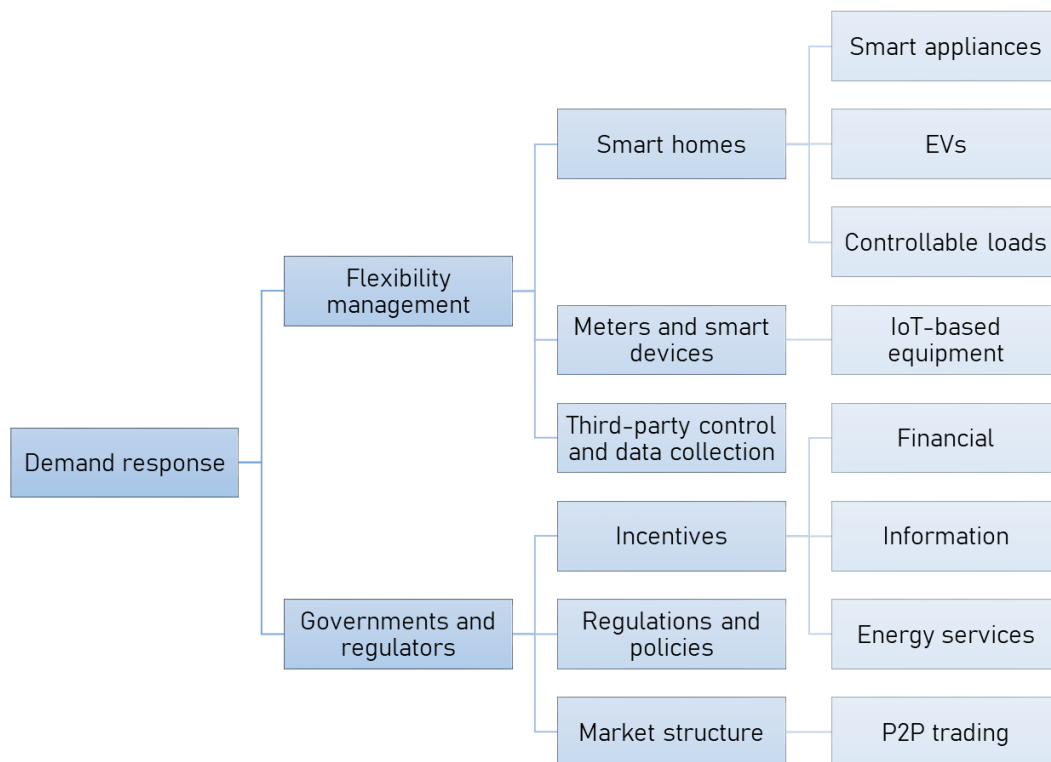 Demand response
Flexibility
management
Governments and
regulators
Smart homes
Meters and smart
devices
Third-party control
and data collection
Incentives
Regulations and
policies
Market structure
Smart appliances
EVs
Controllable loads
IoT-based
equipment
Financial
Information
Energy services
P2P trading